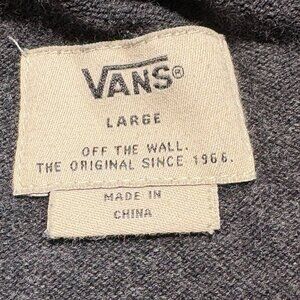 VANS®
LARGE
OFF THE WALL.
THE ORIGINAL SINCE 1966.
MADE IN
CHINA